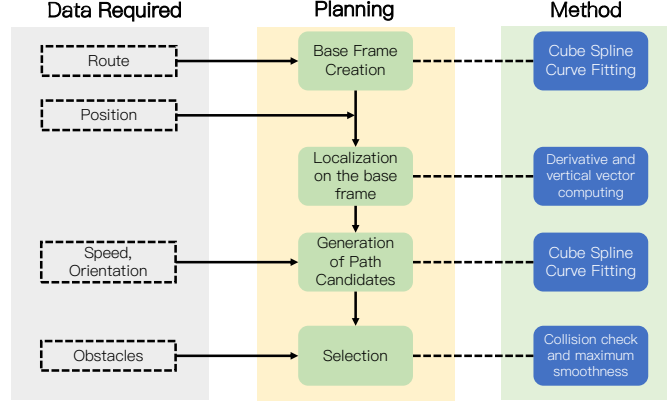 Data Required
Planning
Method
Route
Base Frame
Creation
Cube Spline
Curve Fitting
Position
Localization
on the base
frame
Derivative and
vertical vector
computing
Speed,
Orientation
Generation
of Path
Candidates
Cube Spline
Curve Fitting
Obstacles
Selection
Collision check
and maximum
smoothness